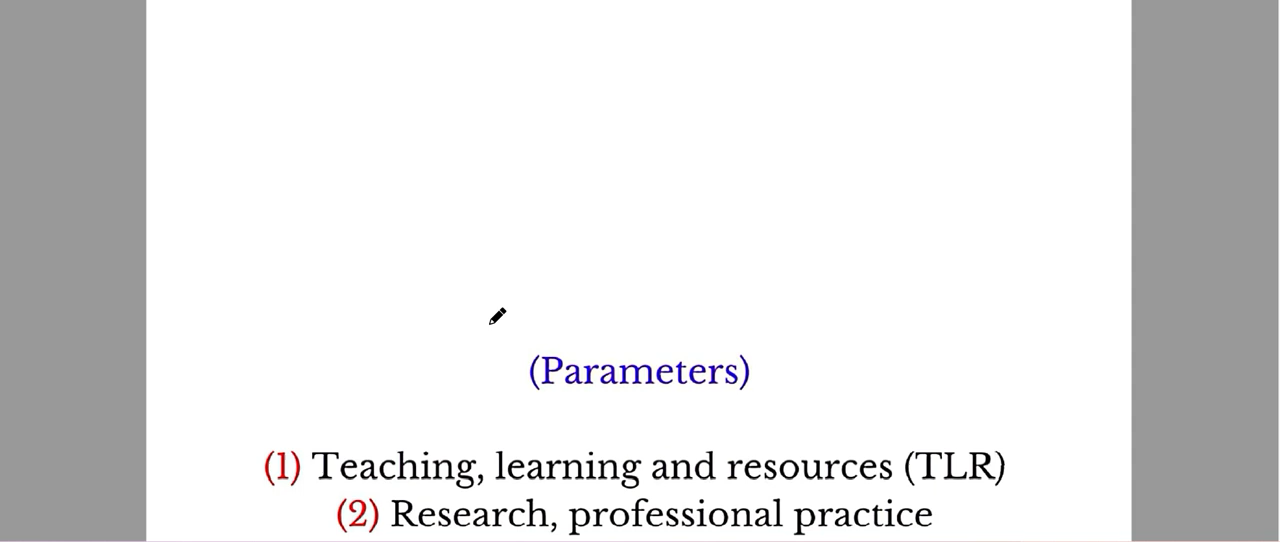 (Parameters)
(1) Teaching, learning and resources (TLR)
(2) Research, professional practice